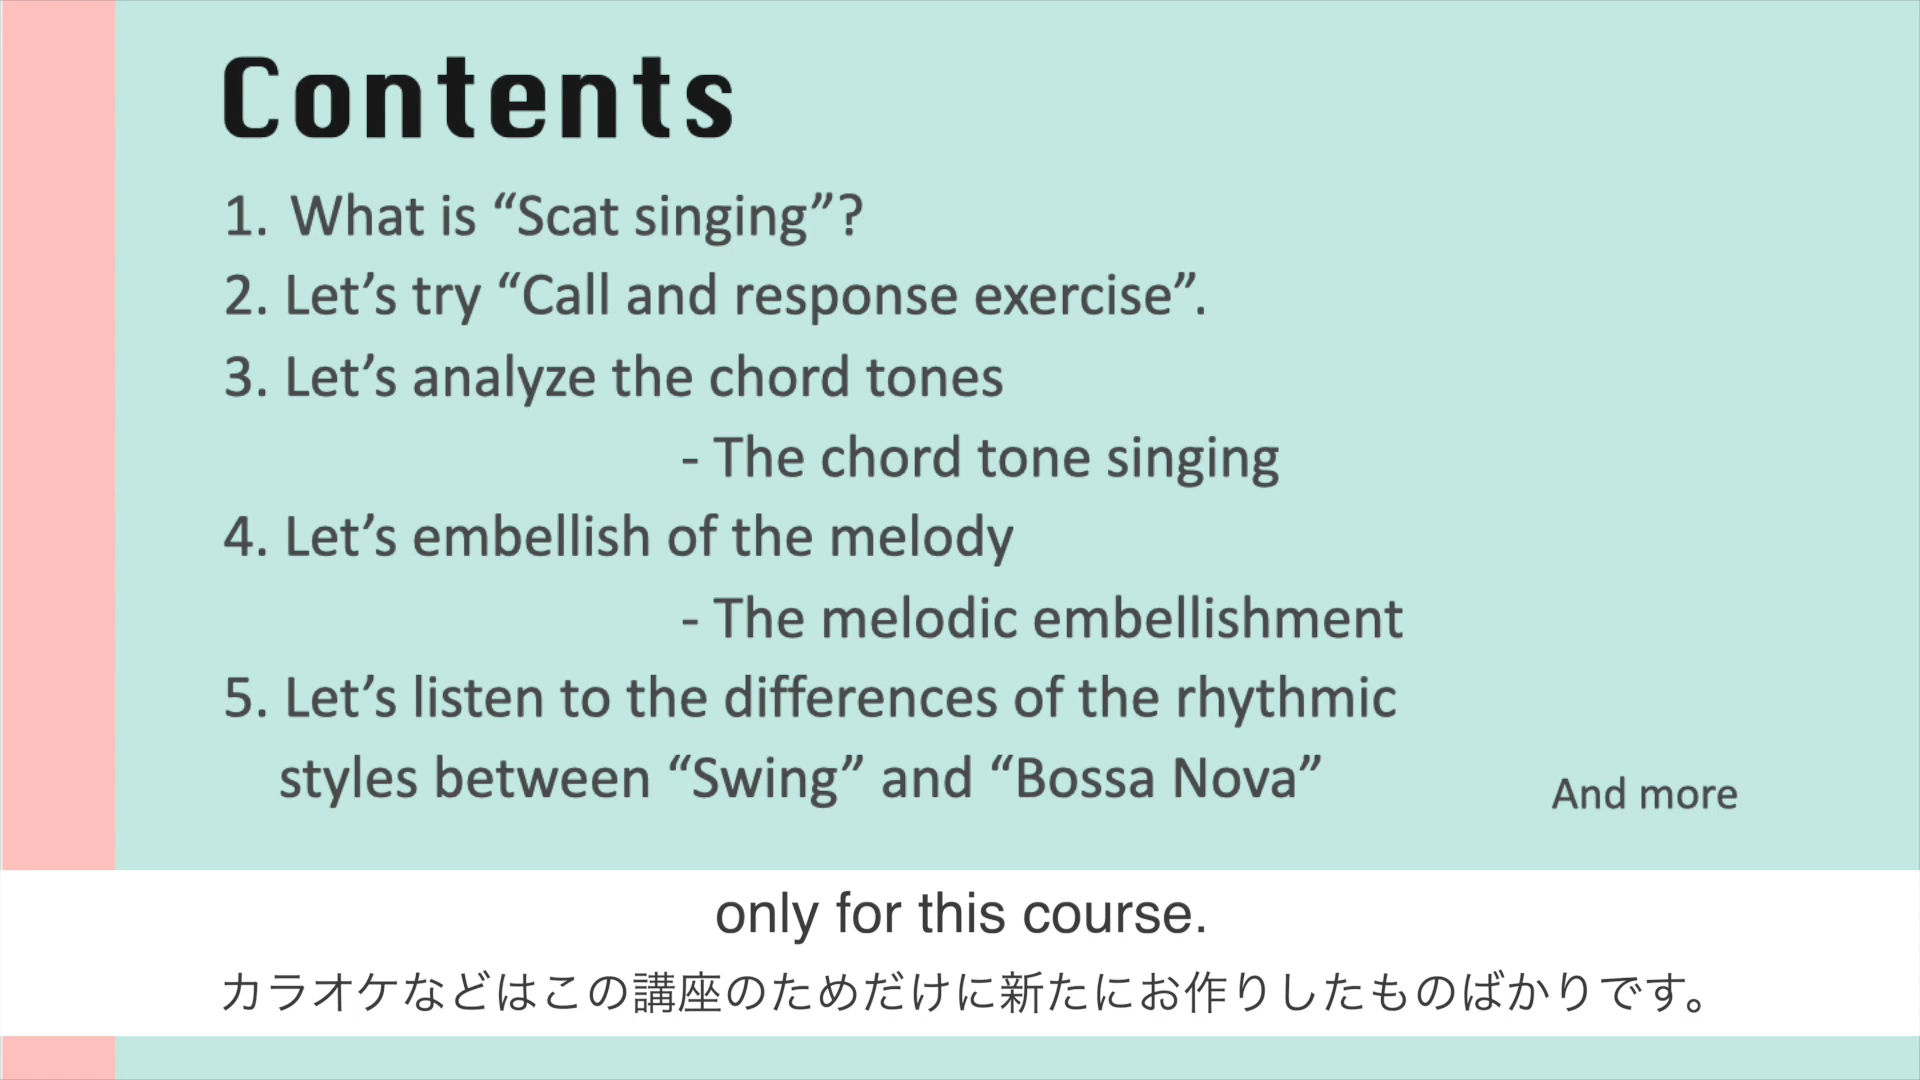 Contents
1. What is “Scat singing”?
2. Let’s try “Call and response exercise”.
3. Let’s analyze the chord tones
- The chord tone singing
4. Let’s embellish of the melody
- The melodic embellishment
5. Let’s listen to the differences of the rhythmic
styles between “Swing” and “Bossa Nova”
And more
only for this course.
カラオケなどはこの講座のためだけに新たにお作りしたものばかりです。